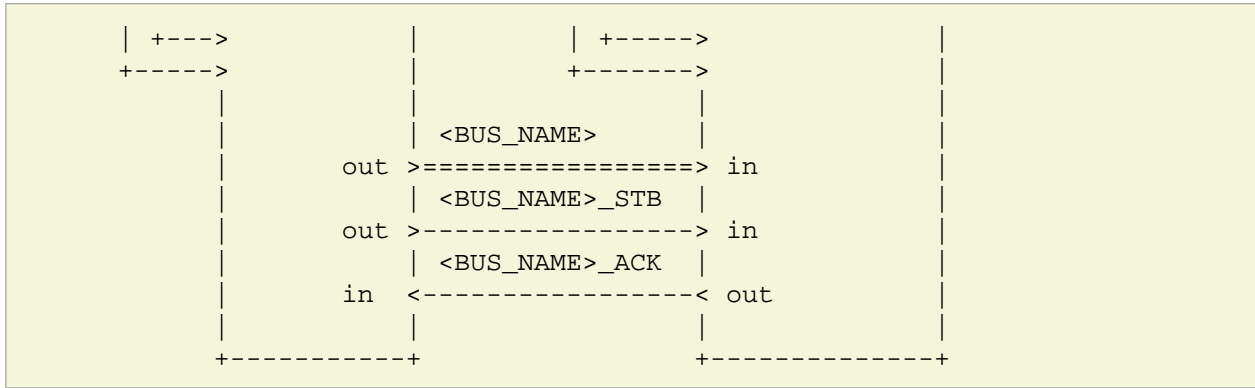 | +--->           |         | +----->              |
+----->           |         +------->              |
      |           |                 |              |
      |           | <BUS_NAME>      |              |
      |       out >=================> in           |
      |           | <BUS_NAME>_STB  |              |
      |       out >-----------------> in           |
      |           | <BUS_NAME>_ACK  |              |
      |       in  <-----------------< out          |
      |           |                 |              |
      +-----------+                 +--------------+